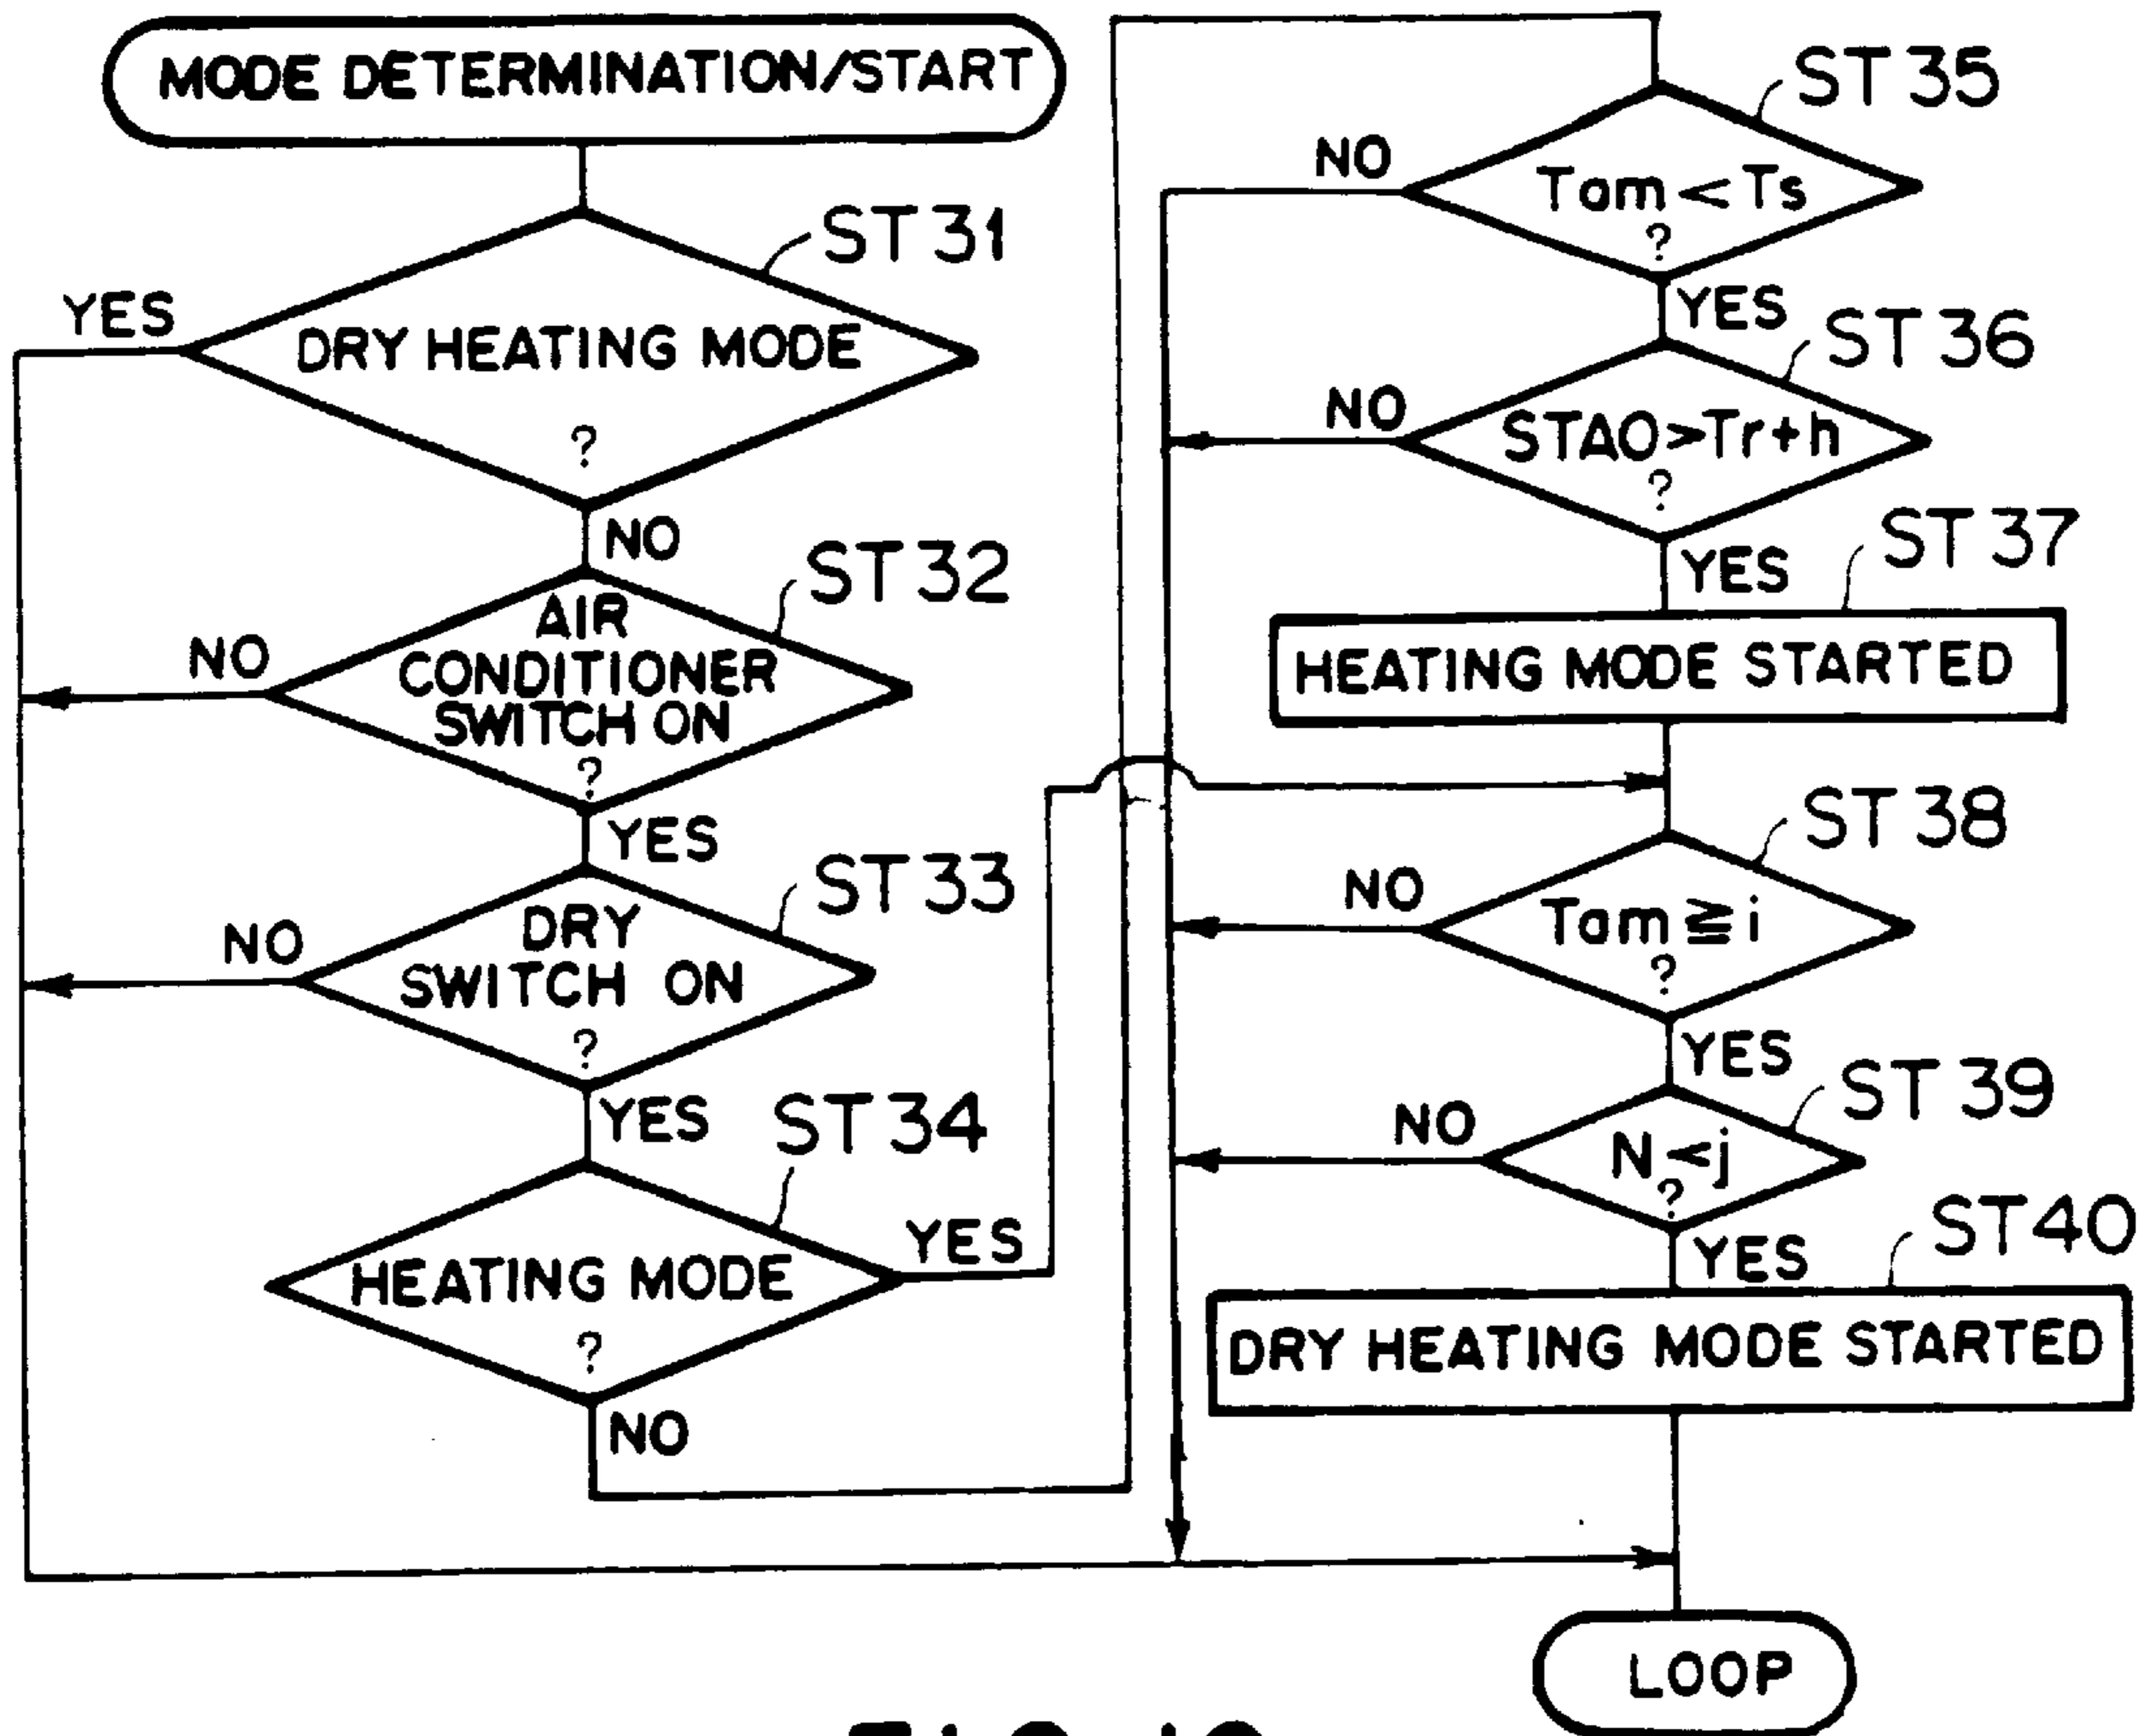 MODE DETERMINATION/START
ST31
YES
DRY HEATING MODE
?
NO
ST32
AIR
CONDITIONER
SWITCH ON
?
NO
YES
ST33
DRY
SWITCH ON
?
NO
YES
ST34
HEATING MODE
?
YES
NO
ST35
NO
Tam<Ts
?
YES
ST36
NO
STAO>Tr+h
?
YES
ST37
HEATING MODE STARTED
ST38
NO
Tam≧i
?
YES
ST39
NO
N<j
?
YES
ST40
DRY HEATING MODE STARTED
LOOP